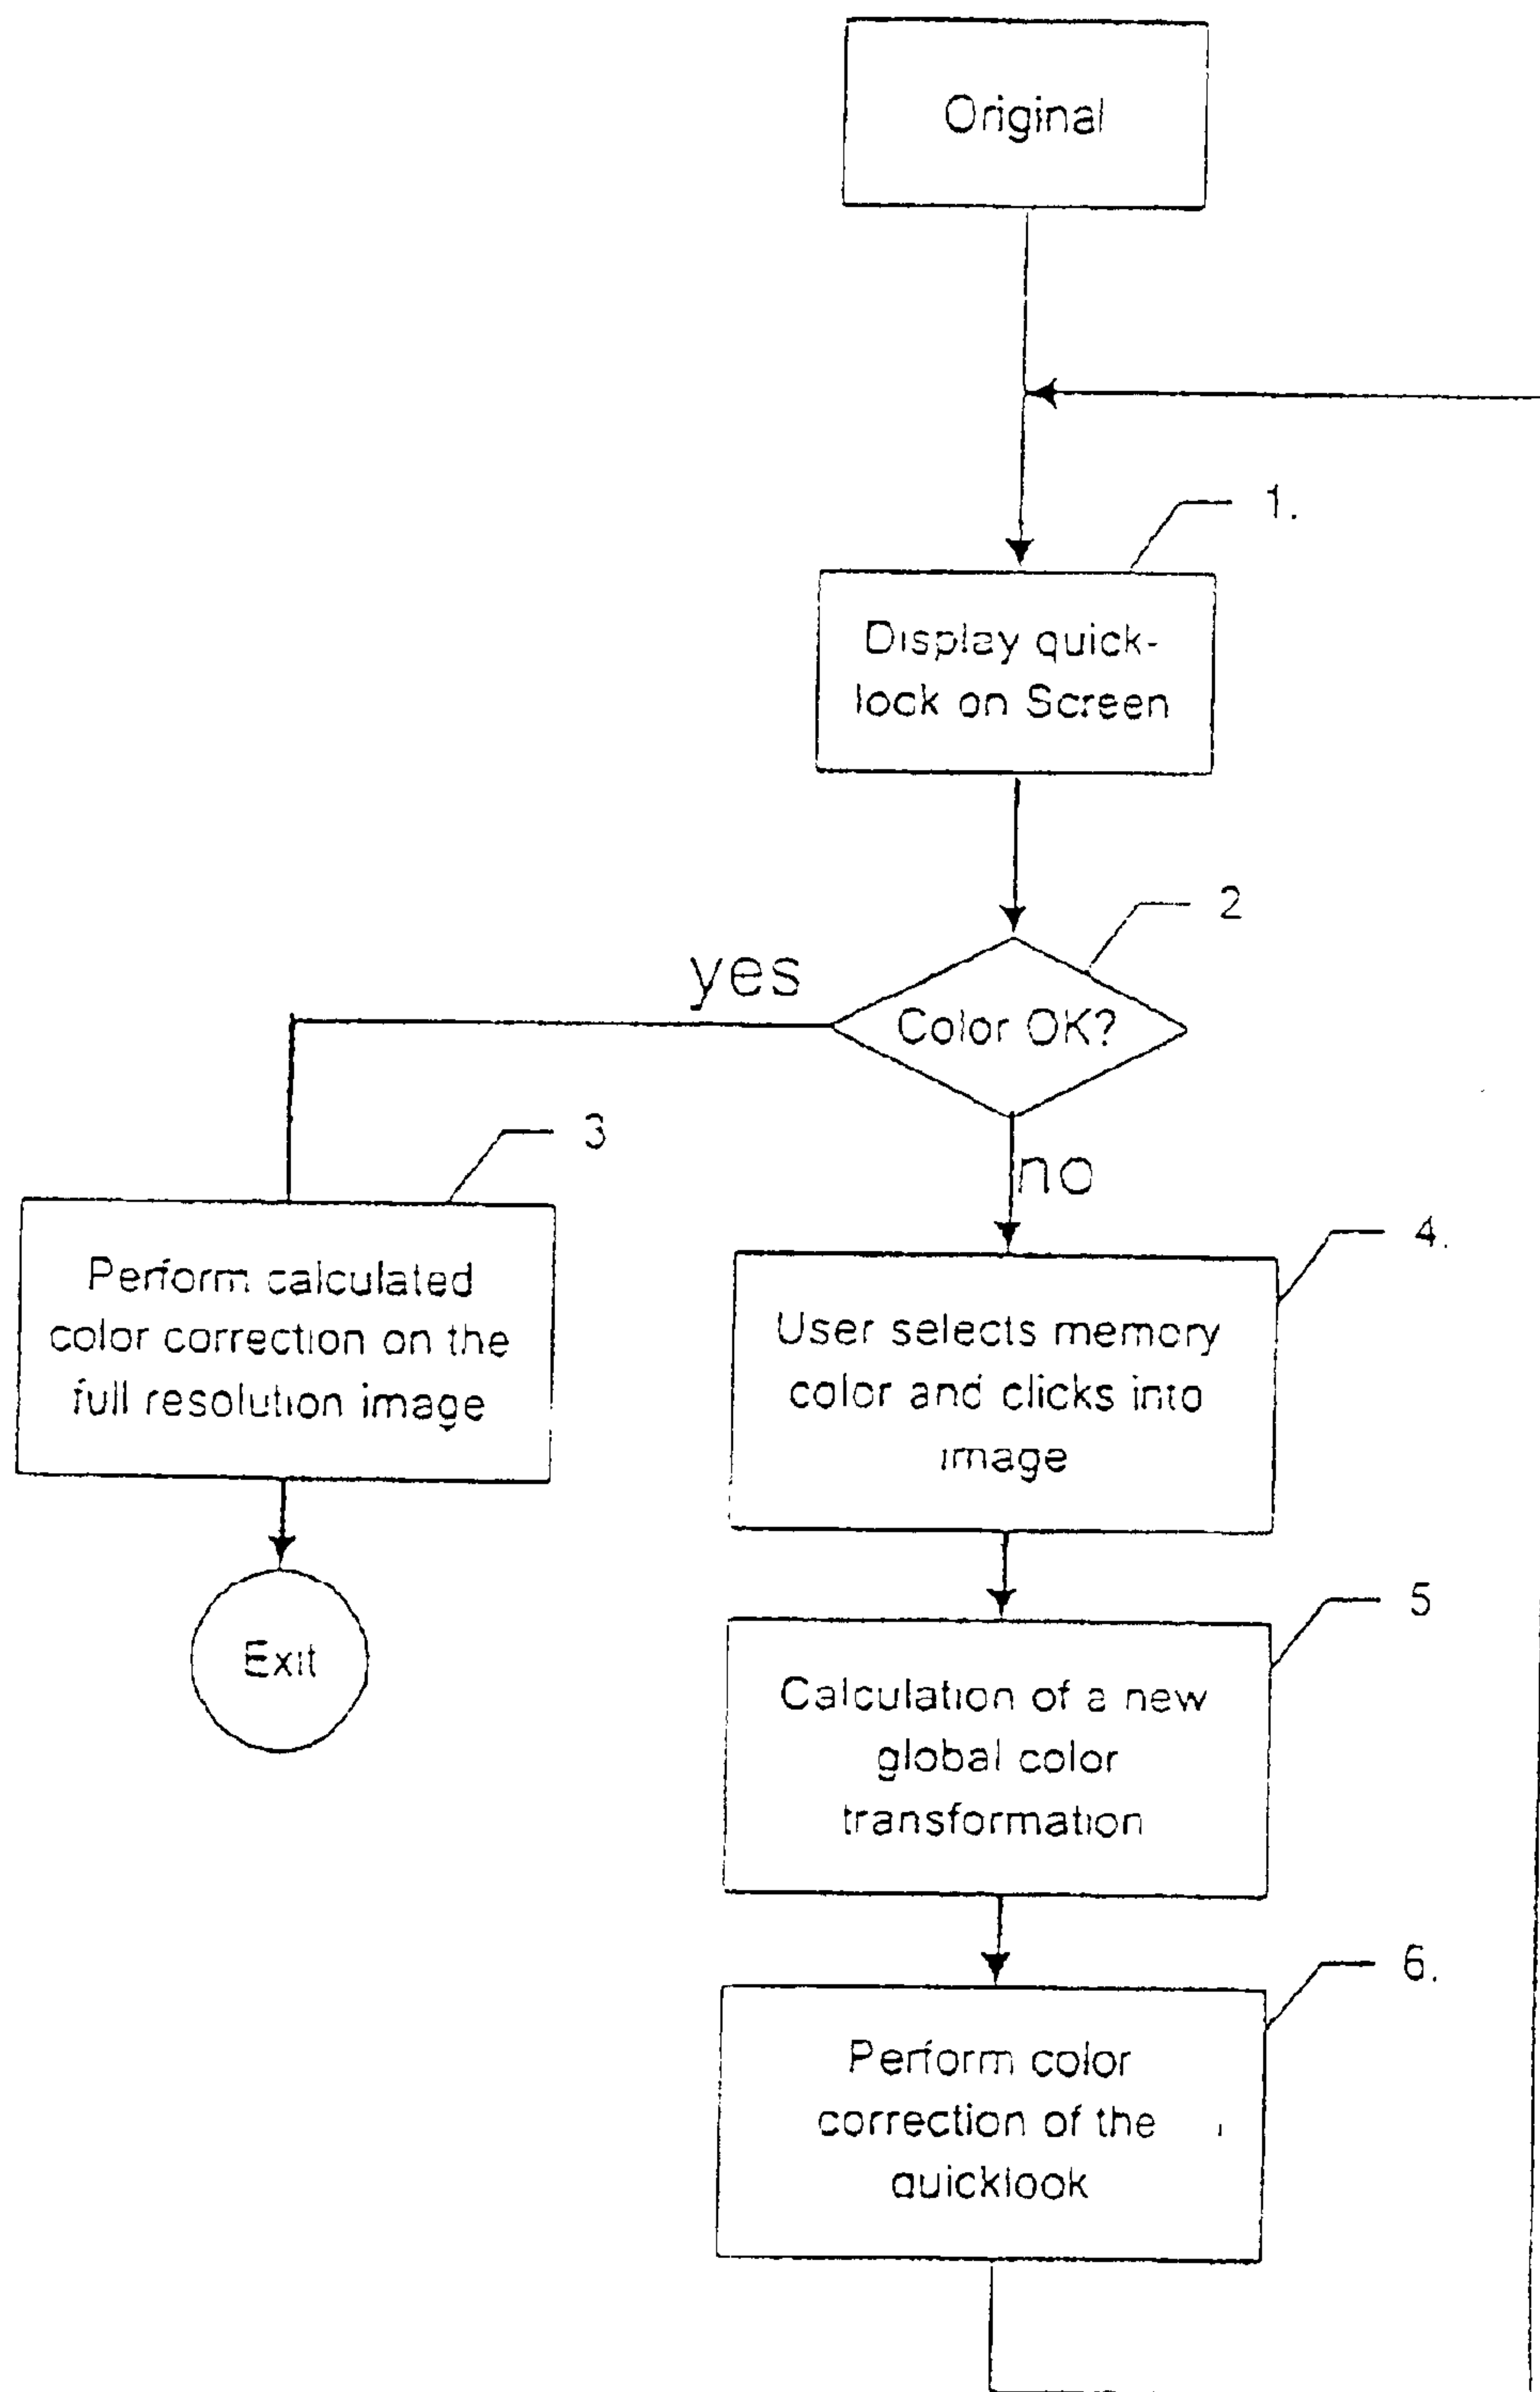 Original
1.
Display quick-
look on Screen
2
yes
Color OK?
no
3
Perform calculated
color correction on the
full resolution image
Exit
4.
User selects memory
color and clicks into
image
5
Calculation of a new
global color
transformation
6.
Perform color
correction of the
quicklook